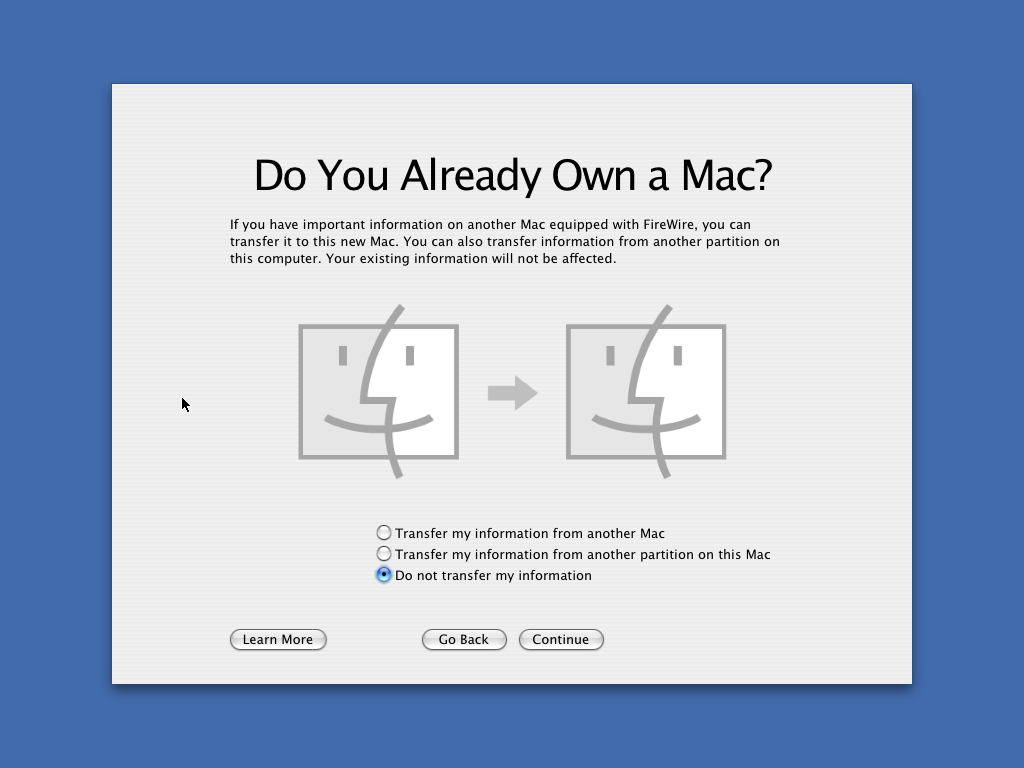 Do You Already Own a Mac?
If you have important information on another Mac equipped with FireWire, you can
transfer it to this new Mac. You can also transfer information from another partition on
this computer. Your existing information will not be affected.
Transfer my information from another Mac
Transfer my information from another partition on this Mac
Do not transfer my information
Learn More
Go Back
Continue